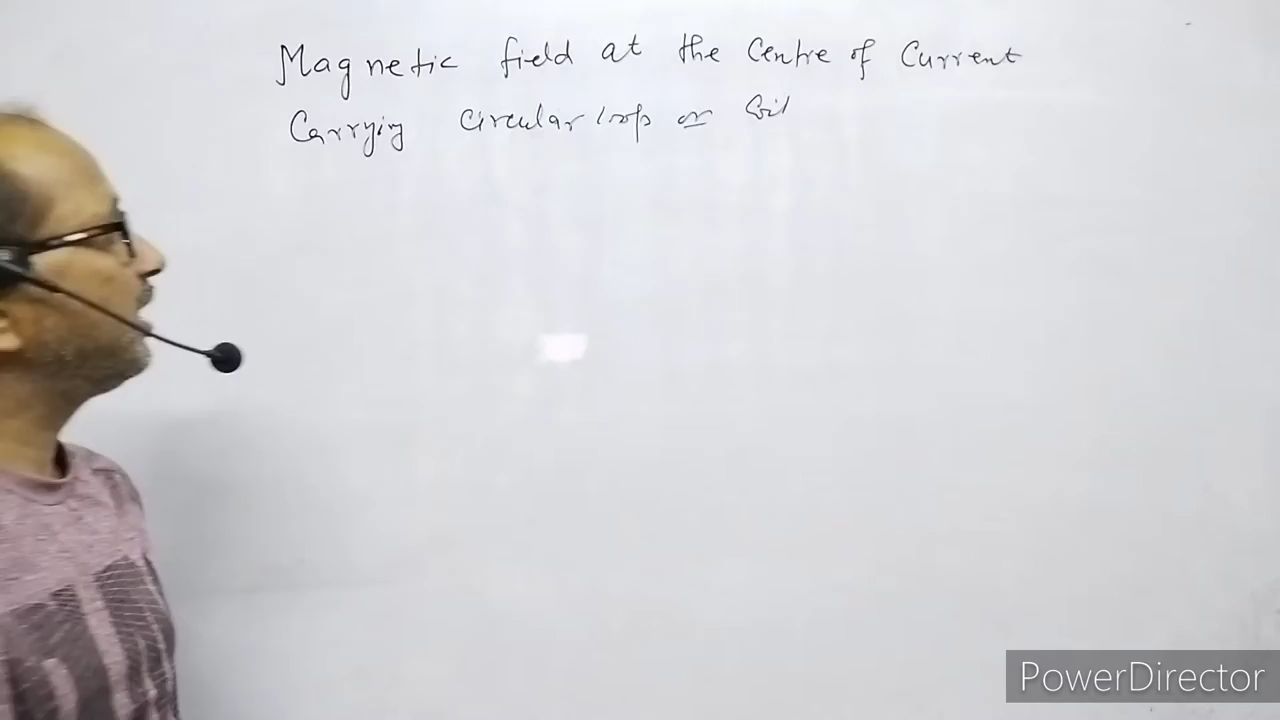 Magnetic field at the Centre of Current
Carrying Circular loop or Coil
PowerDirector